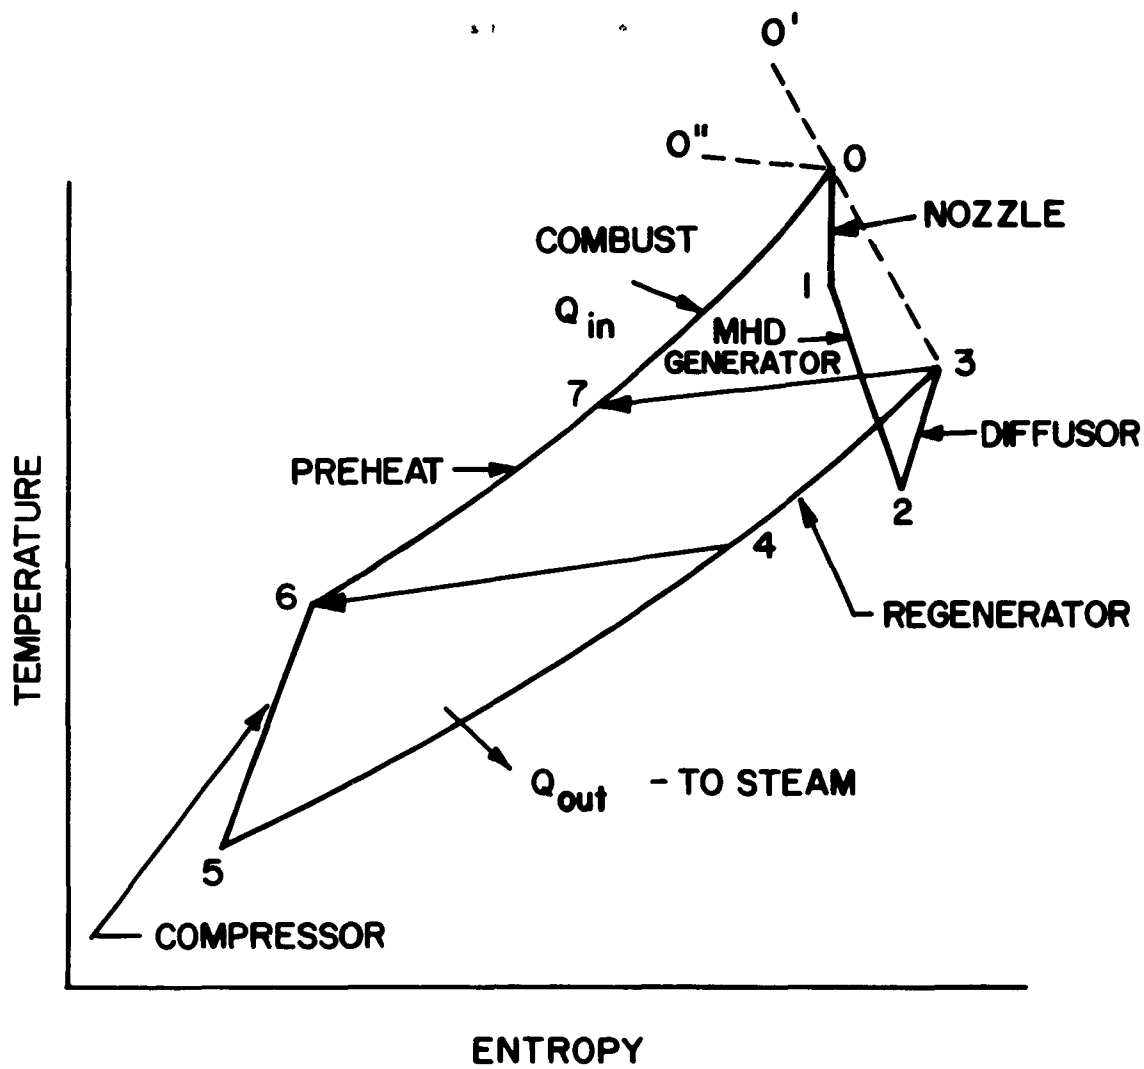 O'
O"
O
NOZZLE
COMBUST
1
Q in
MHD
GENERATOR
3
7
DIFFUSOR
PREHEAT
2
4
6
REGENERATOR
TEMPERATURE
Q out - TO STEAM
5
COMPRESSOR
ENTROPY